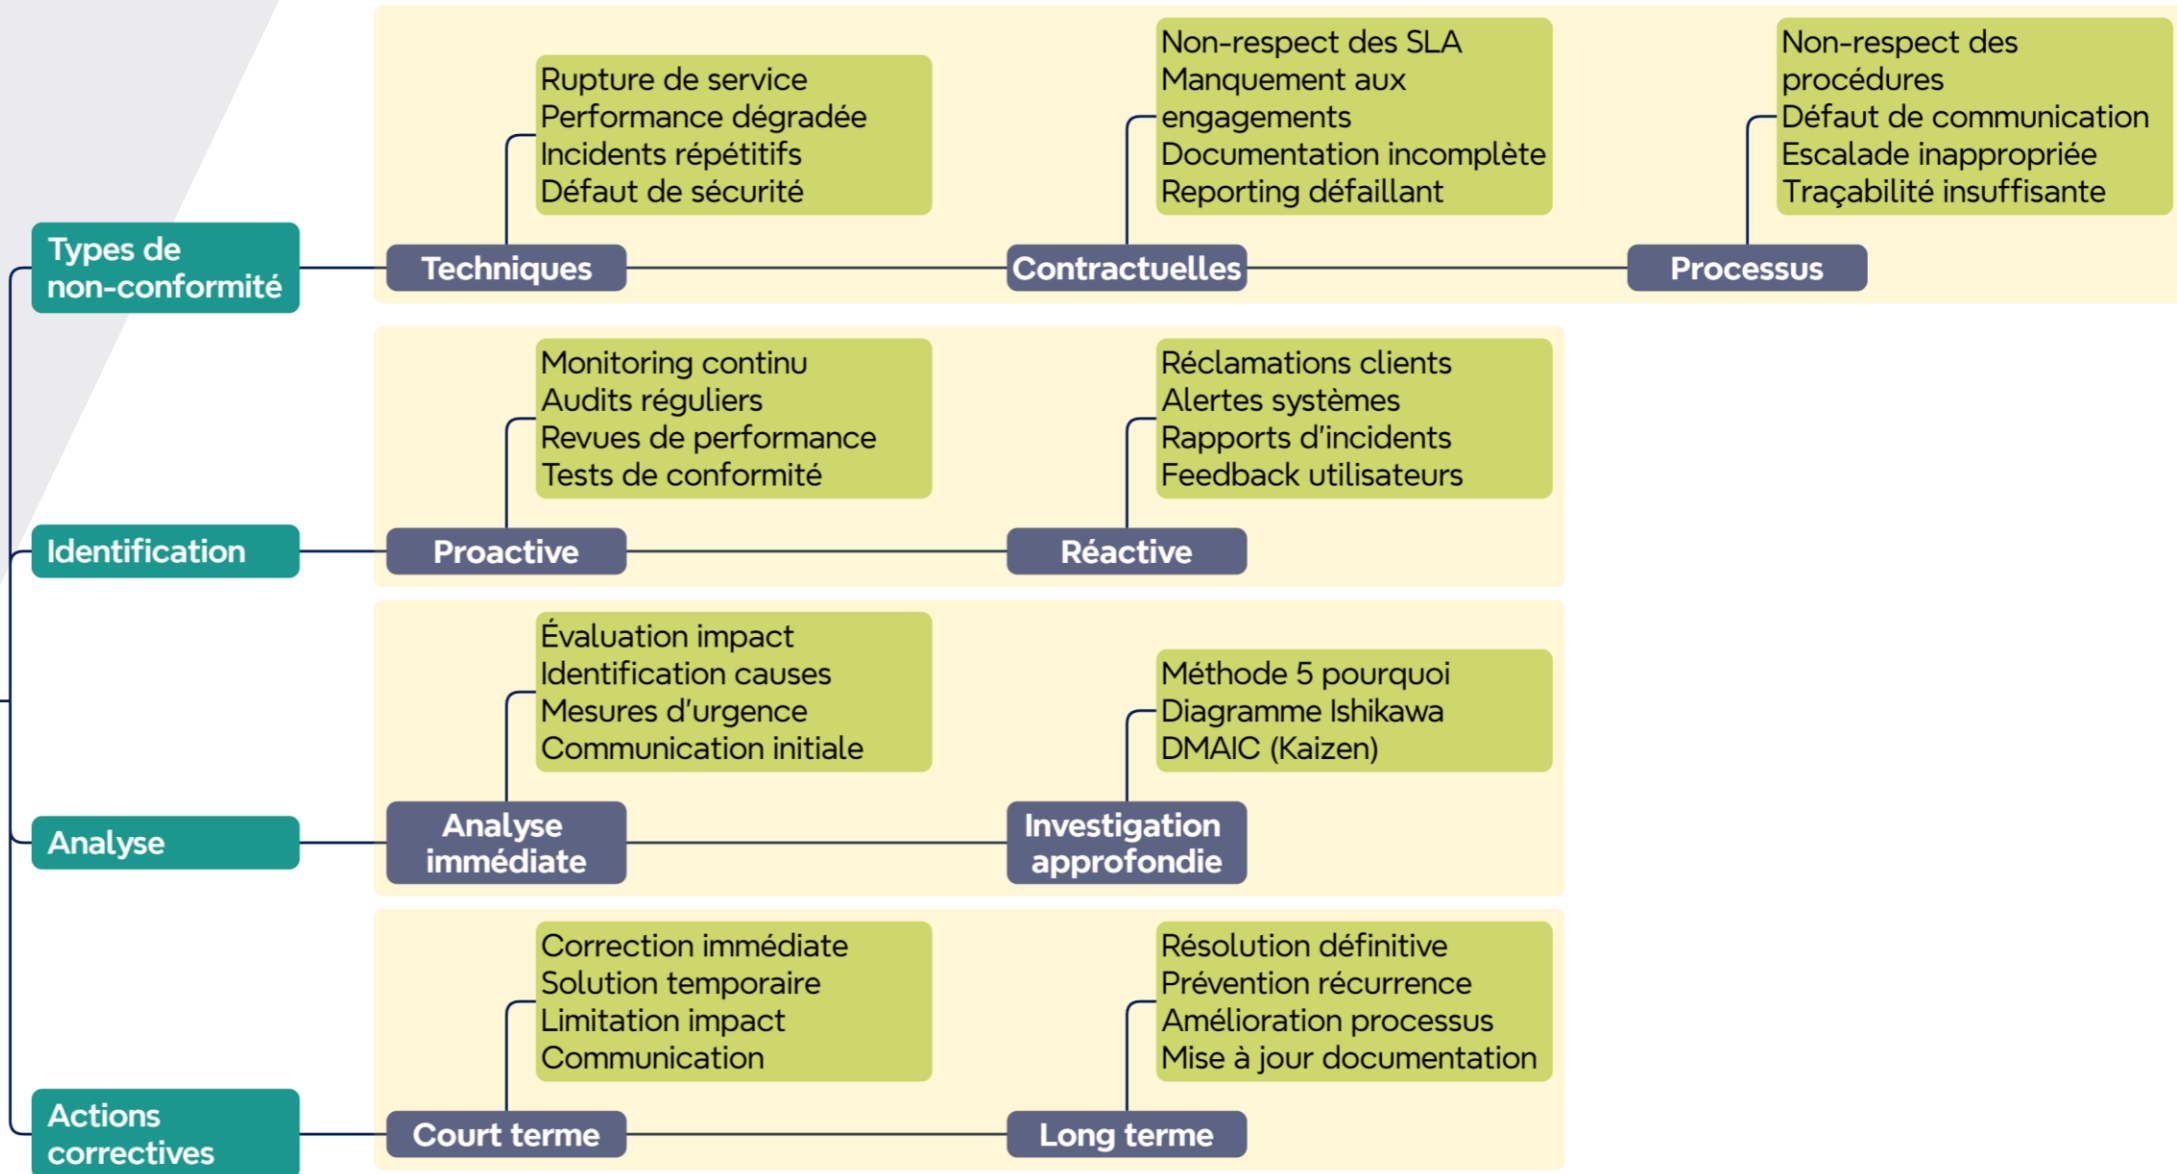 Types de
non-conformité
Techniques
Rupture de service
Performance dégradée
Incidents répétitifs
Défaut de sécurité
Contractuelles
Non-respect des SLA
Manquement aux
engagements
Documentation incomplète
Reporting défaillant
Processus
Non-respect des
procédures
Défaut de communication
Escalade inappropriée
Traçabilité insuffisante
Identification
Proactive
Monitoring continu
Audits réguliers
Revues de performance
Tests de conformité
Réactive
Réclamations clients
Alertes systèmes
Rapports d'incidents
Feedback utilisateurs
Analyse
Analyse
immédiate
Évaluation impact
Identification causes
Mesures d'urgence
Communication initiale
Investigation
approfondie
Méthode 5 pourquoi
Diagramme Ishikawa
DMAIC (Kaizen)
Actions
correctives
Court terme
Correction immédiate
Solution temporaire
Limitation impact
Communication
Long terme
Résolution définitive
Prévention récurrence
Amélioration processus
Mise à jour documentation